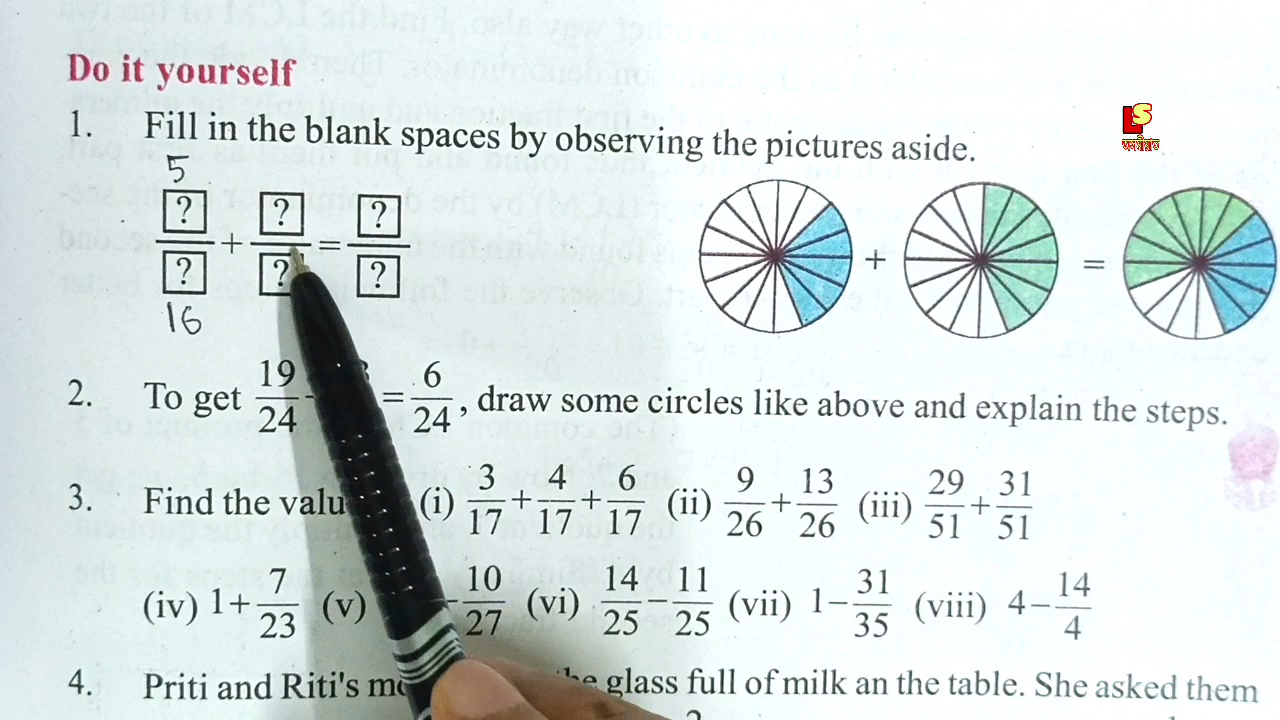 Do it yourself
1. Fill in the blank spaces by observing the pictures aside.
5
? ? ?
+ = + =
? ? ?
16
2. To get 19/24 - = 6/24, draw some circles like above and explain the steps.
3. Find the (i) 3/17 + 4/17 + 6/17 (ii) 9/26 + 13/26 (iii) 29/51 + 31/51
(iv) 1 + 7/23 (v) - 10/27 (vi) 14/25 - 11/25 (vii) 1 - 31/35 (viii) 4 - 14/4
4. Priti and Riti's glass full of milk an the table. She asked them
LS